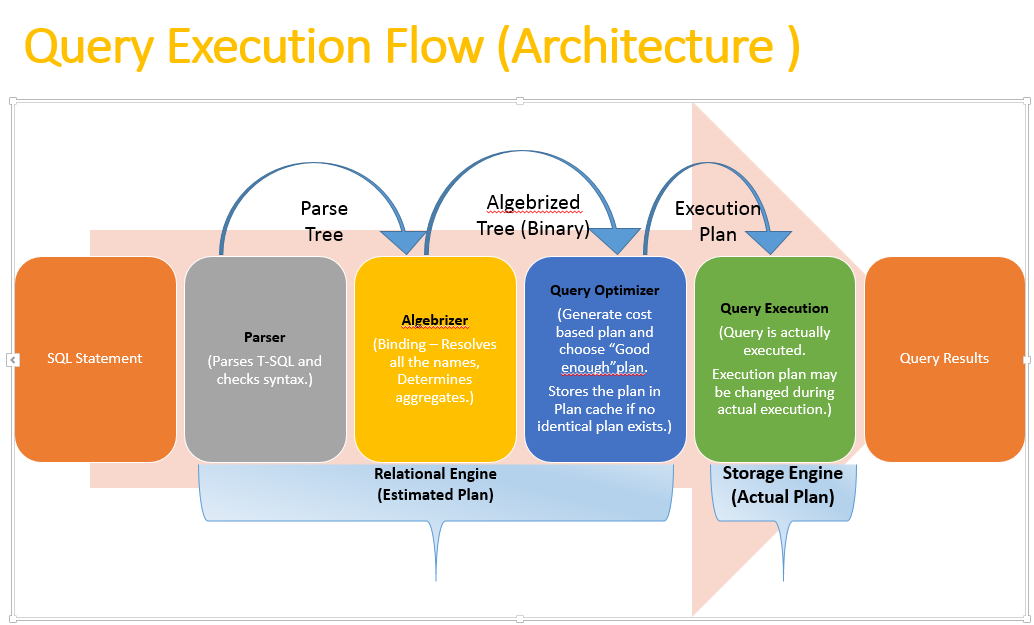 Query Execution Flow (Architecture )
Parse
Tree
Algebrized
Tree (Binary)
Execution
Plan
SQL Statement
Parser
(Parses T-SQL and
checks syntax.)
Algebrizer
(Binding – Resolves
all the names,
Determines
aggregates.)
Query Optimizer
(Generate cost
based plan and
choose “Good
enough”plan.
Stores the plan in
Plan cache if no
identical plan exists.)
Query Execution
(Query is actually
executed.
Execution plan may
be changed during
actual execution.)
Query Results
Relational Engine
(Estimated Plan)
Storage Engine
(Actual Plan)